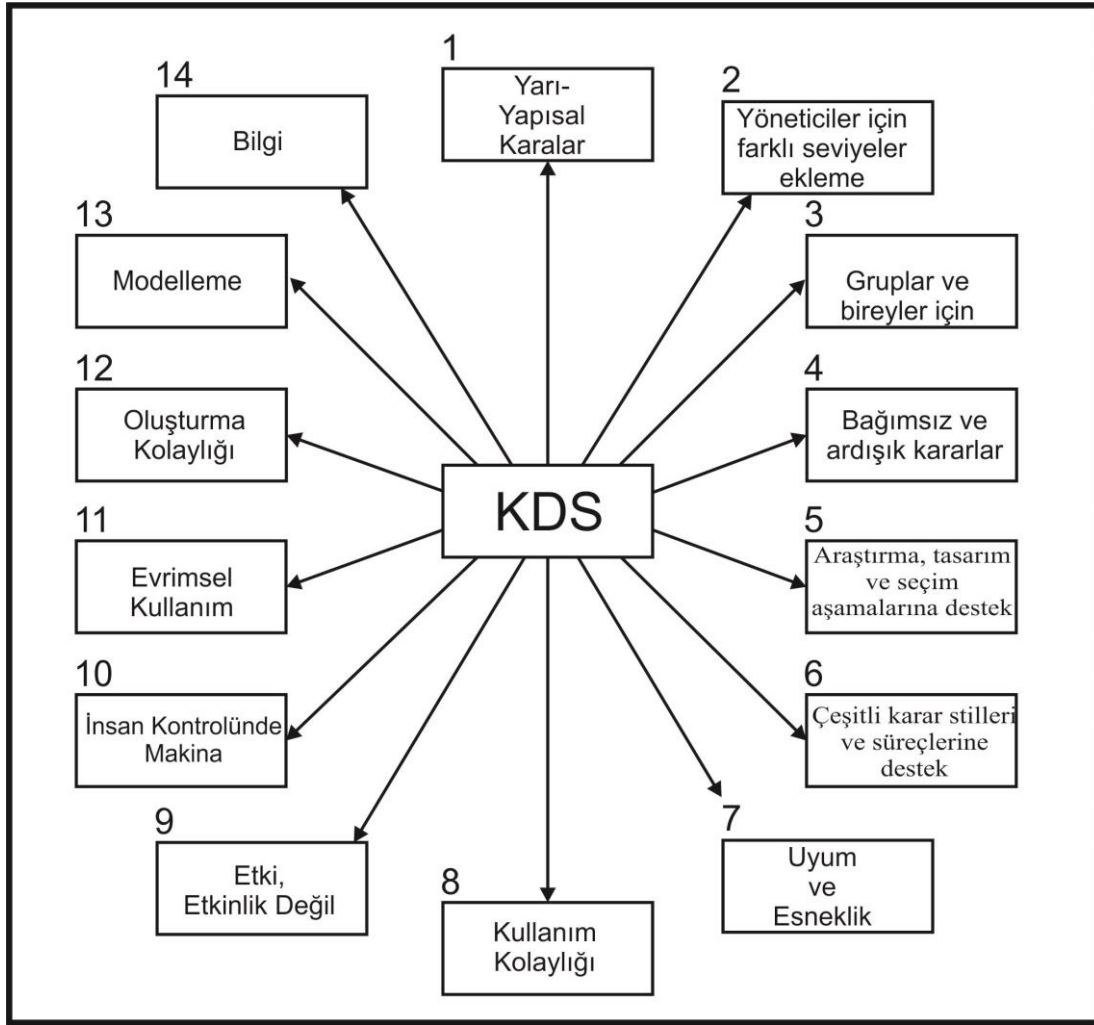 1
Yarı-
Yapısal
Karalar
2
Yöneticiler için
farklı seviyeler
ekleme
3
Gruplar ve
bireyler için
4
Bağımsız ve
ardışık kararlar
5
Araştırma, tasarım
ve seçim
aşamalarına destek
6
Çeşitli karar stilleri
ve süreçlerine
destek
7
Uyum
ve
Esneklik
8
Kullanım
Kolaylığı
9
Etki,
Etkinlik Değil
10
İnsan Kontrolünde
Makina
11
Evrimsel
Kullanım
12
Oluşturma
Kolaylığı
13
Modelleme
14
Bilgi
KDS